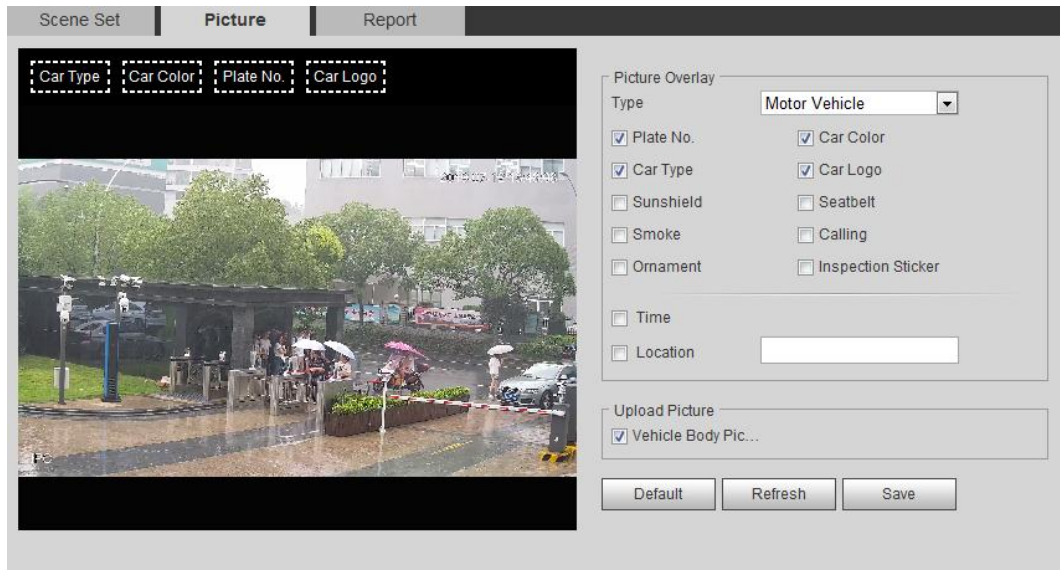 Scene Set Picture Report
Car Type Car Color Plate No. Car Logo
Picture Overlay
Type Motor Vehicle
Plate No. Car Color
Car Type Car Logo
Sunshield Seatbelt
Smoke Calling
Ornament Inspection Sticker
Time
Location
Upload Picture
Vehicle Body Pic...
Default Refresh Save